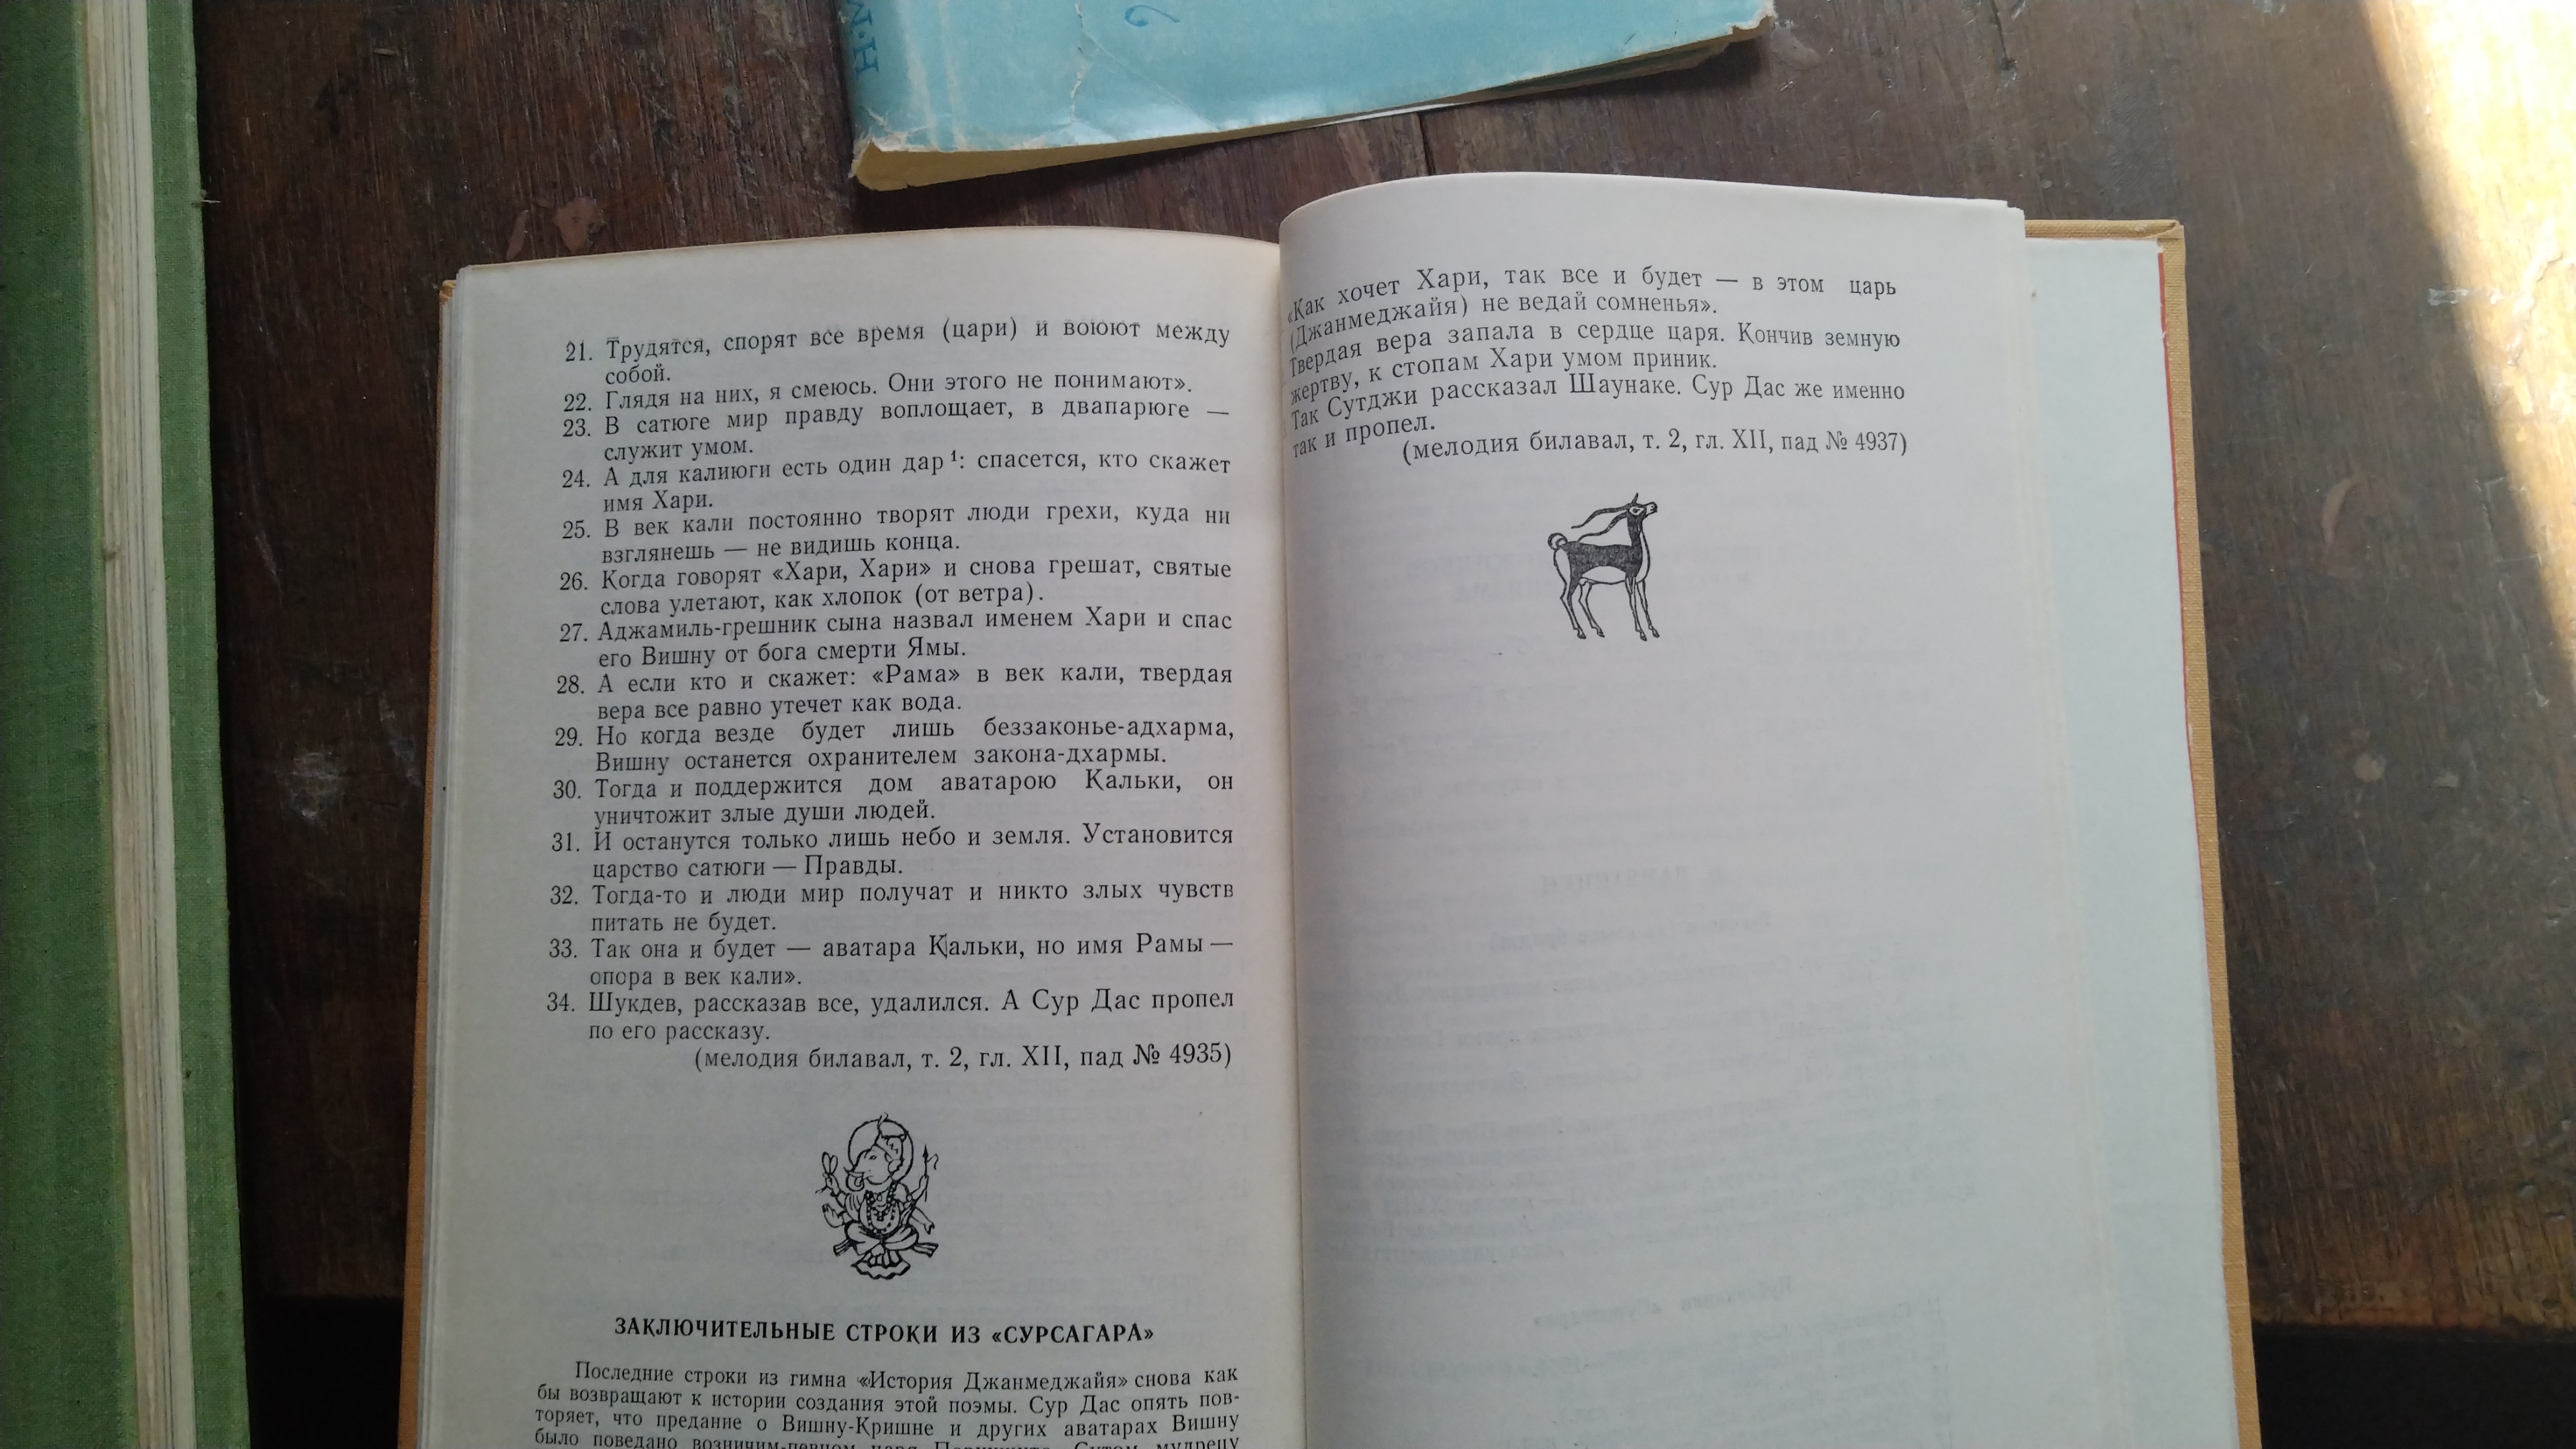 Н.М
21. Трудятся, спорят все время (цари) и воюют между
собой.
22. Глядя на них, я смеюсь. Они этого не понимают».
23. В сатюге мир правду воплощает, в двапарюге —
служит умом.
24. А для калиюги есть один дар ¹: спасется, кто скажет
имя Хари.
25. В век кали постоянно творят люди грехи, куда ни
взглянешь — не видишь конца.
26. Когда говорят «Хари, Хари» и снова грешат, святые
слова улетают, как хлопок (от ветра).
27. Аджамиль-грешник сына назвал именем Хари и спас
его Вишну от бога смерти Ямы.
28. А если кто и скажет: «Рама» в век кали, твердая
вера все равно утечет как вода.
29. Но когда везде будет лишь беззаконье-адхарма,
Вишну останется охранителем закона-дхармы.
30. Тогда и поддержится дом аватарою Кальки, он
уничтожит злые души людей.
31. И останутся только лишь небо и земля. Установится
царство сатюги — Правды.
32. Тогда-то и люди мир получат и никто злых чувств
питать не будет.
33. Так она и будет — аватара Кальки, но имя Рамы —
опора в век кали».
34. Шукдев, рассказав все, удалился. А Сур Дас пропел
по его рассказу.
(мелодия билавал, т. 2, гл. XII, пад № 4935)
ЗАКЛЮЧИТЕЛЬНЫЕ СТРОКИ ИЗ «СУРСАГАРА»
Последние строки из гимна «История Джанмеджайя» снова как
бы возвращают к истории создания этой поэмы. Сур Дас опять пов-
торяет, что предание о Вишну-Кришне и других аватарах Вишну
было поведано возничим-певцом царя Сутом мудрецу
«Как хочет Хари, так все и будет — в этом царь
(Джанмеджайя) не ведай сомненья».
Твердая вера запала в сердце царя. Кончив земную
жертву, к стопам Хари умом приник.
Так Сутджи рассказал Шаунаке. Сур Дас же именно
так и пропел.
(мелодия билавал, т. 2, гл. XII, пад № 4937)